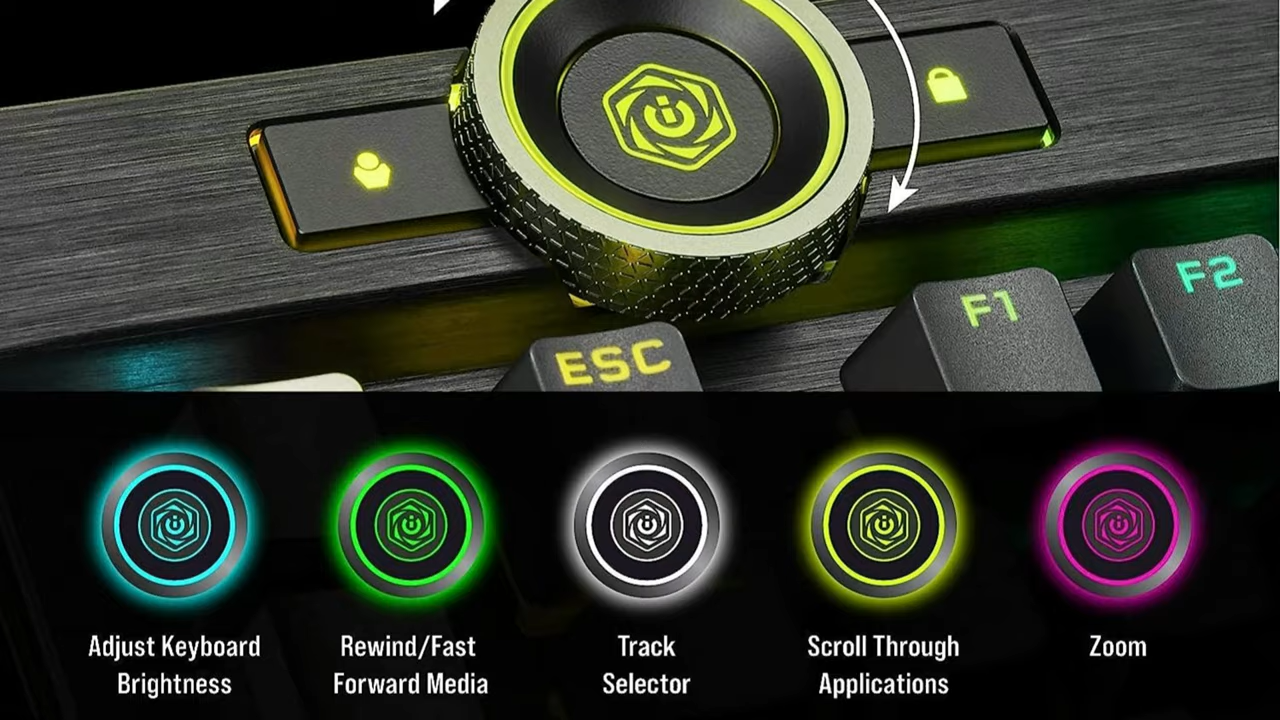 ESC
F1
F2
Adjust Keyboard
Brightness
Rewind/Fast
Forward Media
Track
Selector
Scroll Through
Applications
Zoom